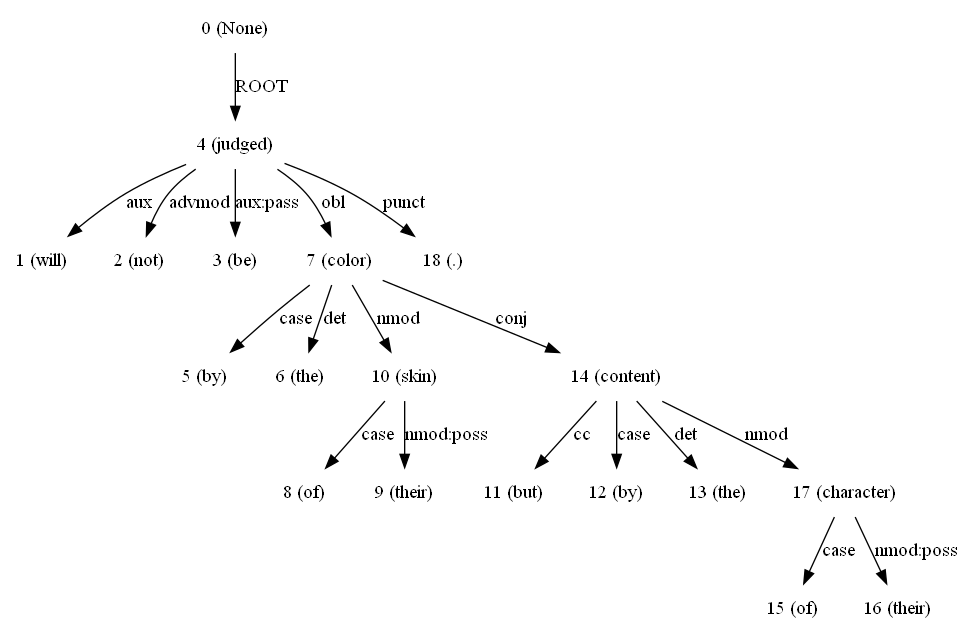 0 (None)
ROOT
4 (judged)
aux advmod aux:pass obl punct
1 (will) 2 (not) 3 (be) 7 (color) 18 (.)
case det nmod conj
5 (by) 6 (the) 10 (skin) 14 (content)
case nmod:poss cc case det nmod
8 (of) 9 (their) 11 (but) 12 (by) 13 (the) 17 (character)
case nmod:poss
15 (of) 16 (their)